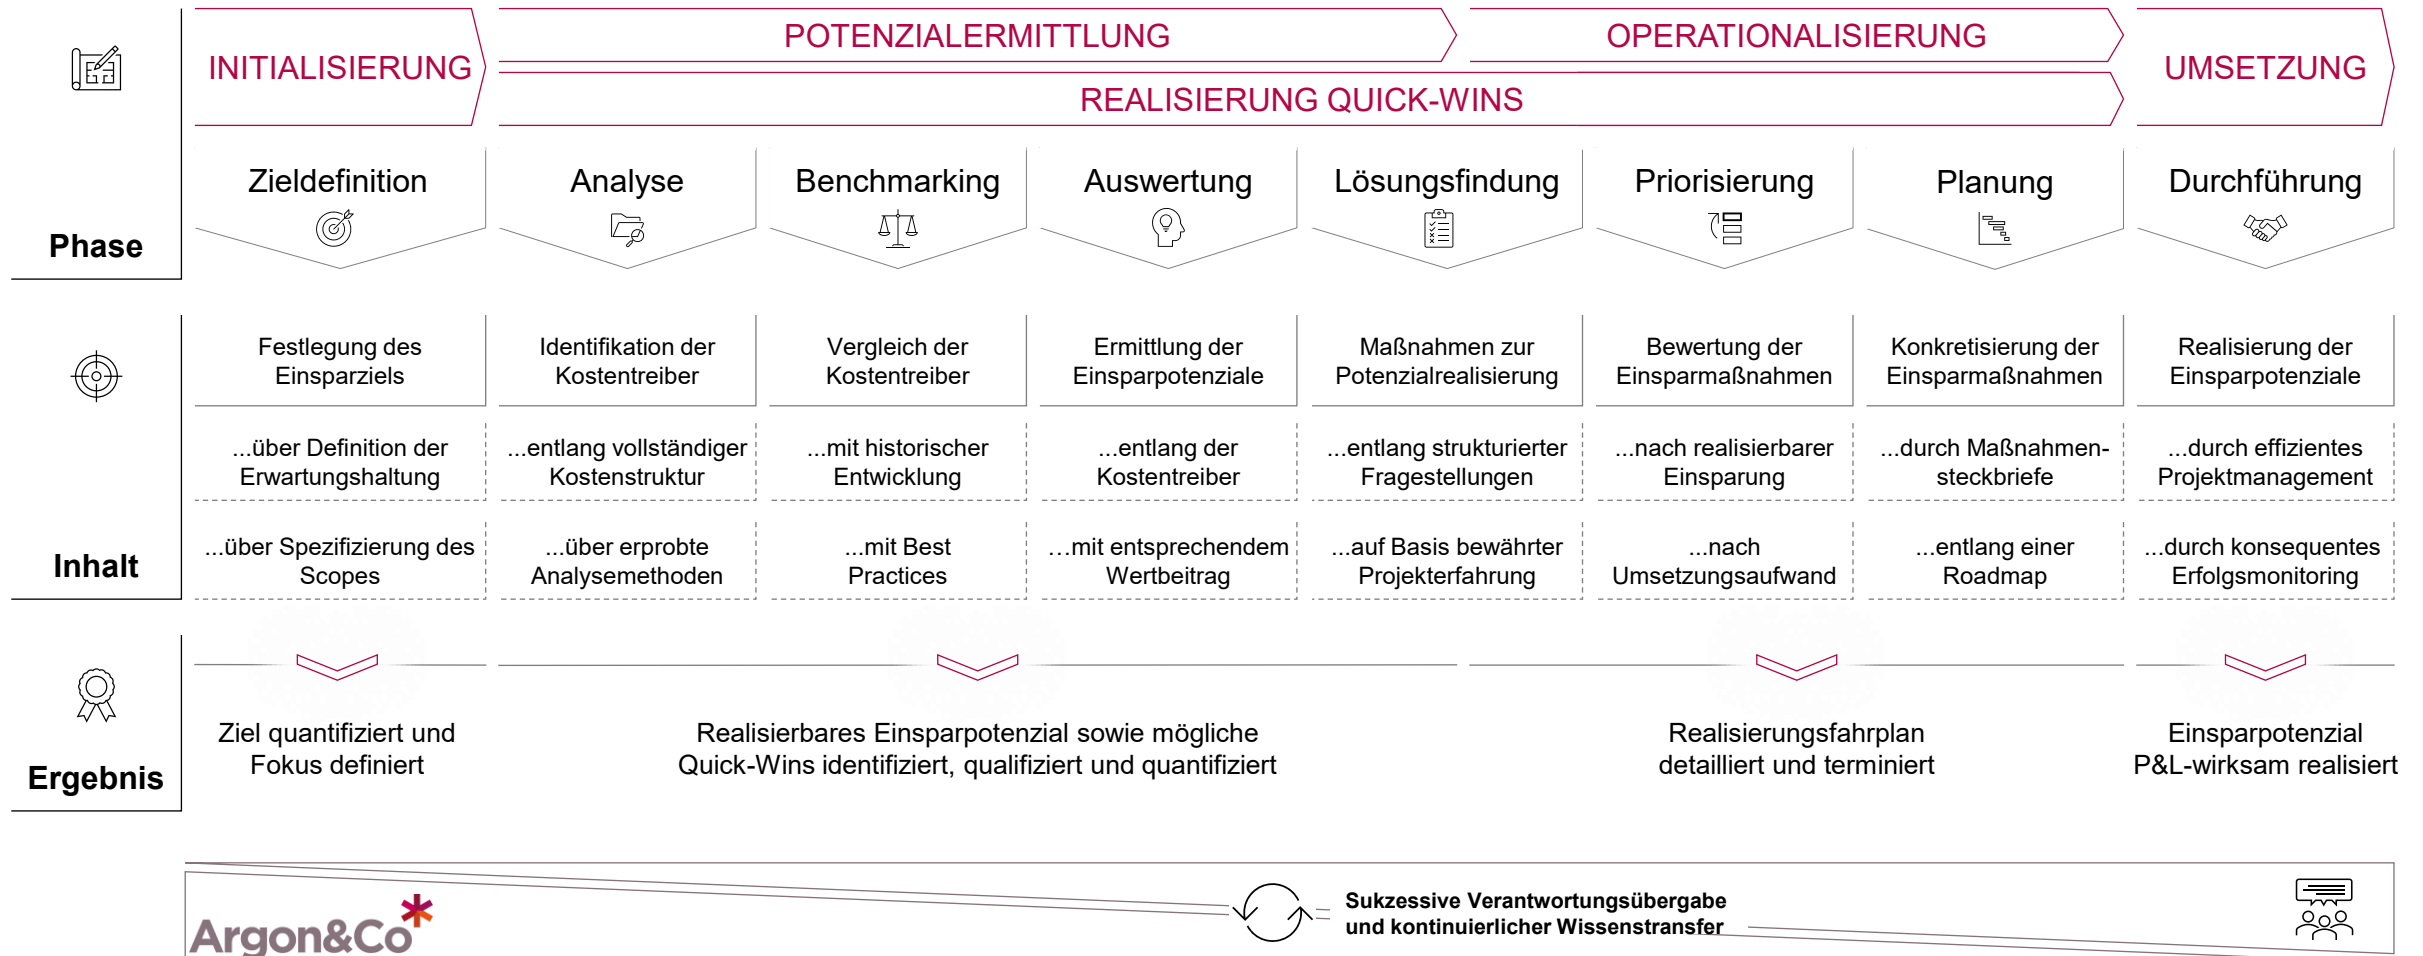 POTENZIALERMITTLUNG
OPERATIONALISIERUNG
INITIALISIERUNG
UMSETZUNG
REALISIERUNG QUICK-WINS
Phase
Zieldefinition
Analyse
Benchmarking
Auswertung
Lösungsfindung
Priorisierung
Planung
Durchführung
Inhalt
Festlegung des
Einsparziels
Identifikation der
Kostentreiber
Vergleich der
Kostentreiber
Ermittlung der
Einsparpotenziale
Maßnahmen zur
Potenzialrealisierung
Bewertung der
Einsparmaßnahmen
Konkretisierung der
Einsparmaßnahmen
Realisierung der
Einsparpotenziale
...über Definition der
Erwartungshaltung
...entlang vollständiger
Kostenstruktur
...mit historischer
Entwicklung
...entlang der
Kostentreiber
...entlang strukturierter
Fragestellungen
...nach realisierbarer
Einsparung
...durch Maßnahmen-
steckbriefe
...durch effizientes
Projektmanagement
...über Spezifizierung des
Scopes
...über erprobte
Analysemethoden
...mit Best
Practices
…mit entsprechendem
Wertbeitrag
...auf Basis bewährter
Projekterfahrung
...nach
Umsetzungsaufwand
...entlang einer
Roadmap
...durch konsequentes
Erfolgsmonitoring
Ergebnis
Ziel quantifiziert und
Fokus definiert
Realisierbares Einsparpotenzial sowie mögliche
Quick-Wins identifiziert, qualifiziert und quantifiziert
Realisierungsfahrplan
detailliert und terminiert
Einsparpotenzial
P&L-wirksam realisiert
Argon&Co
Sukzessive Verantwortungsübergabe
und kontinuierlicher Wissenstransfer